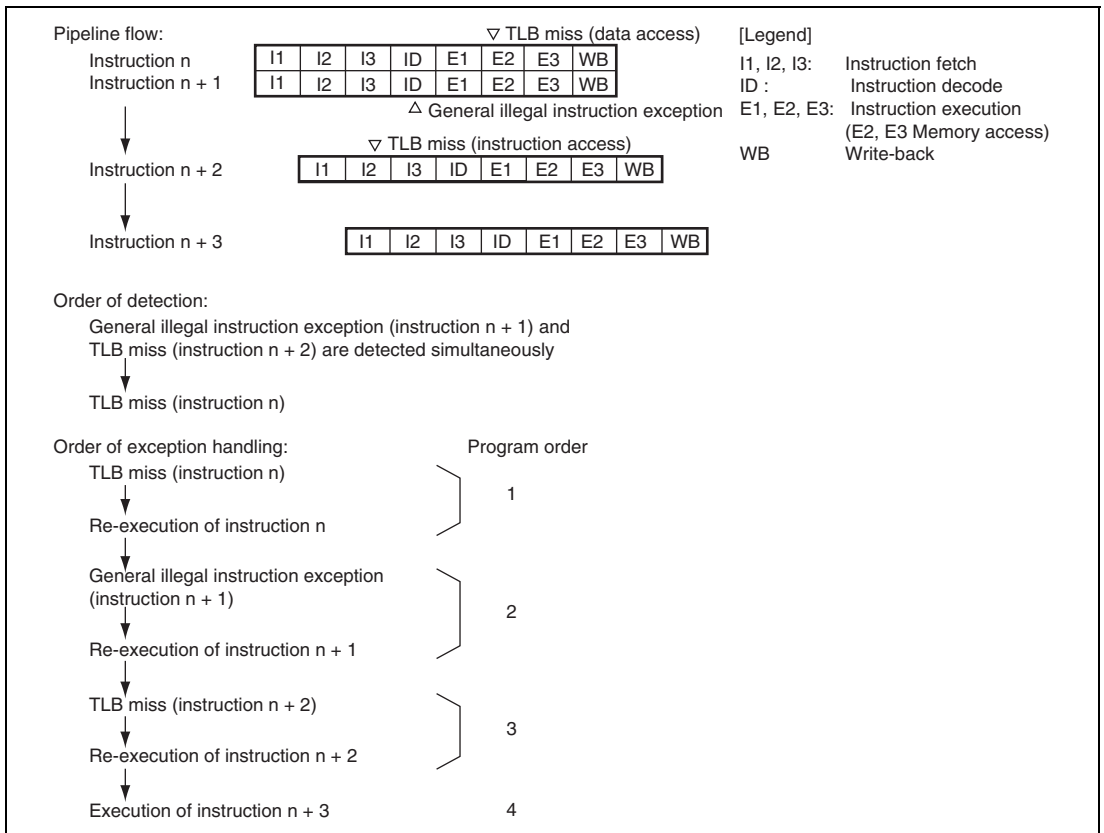 Pipeline flow:
▽ TLB miss (data access)
Instruction n
I1 I2 I3 ID E1 E2 E3 WB
Instruction n + 1
I1 I2 I3 ID E1 E2 E3 WB
△ General illegal instruction exception
▽ TLB miss (instruction access)
Instruction n + 2
I1 I2 I3 ID E1 E2 E3 WB
Instruction n + 3
I1 I2 I3 ID E1 E2 E3 WB
[Legend]
I1, I2, I3: Instruction fetch
ID : Instruction decode
E1, E2, E3: Instruction execution
(E2, E3 Memory access)
WB Write-back
Order of detection:
General illegal instruction exception (instruction n + 1) and
TLB miss (instruction n + 2) are detected simultaneously
TLB miss (instruction n)
Order of exception handling:
Program order
TLB miss (instruction n)
1
Re-execution of instruction n
General illegal instruction exception
(instruction n + 1)
2
Re-execution of instruction n + 1
TLB miss (instruction n + 2)
3
Re-execution of instruction n + 2
Execution of instruction n + 3
4